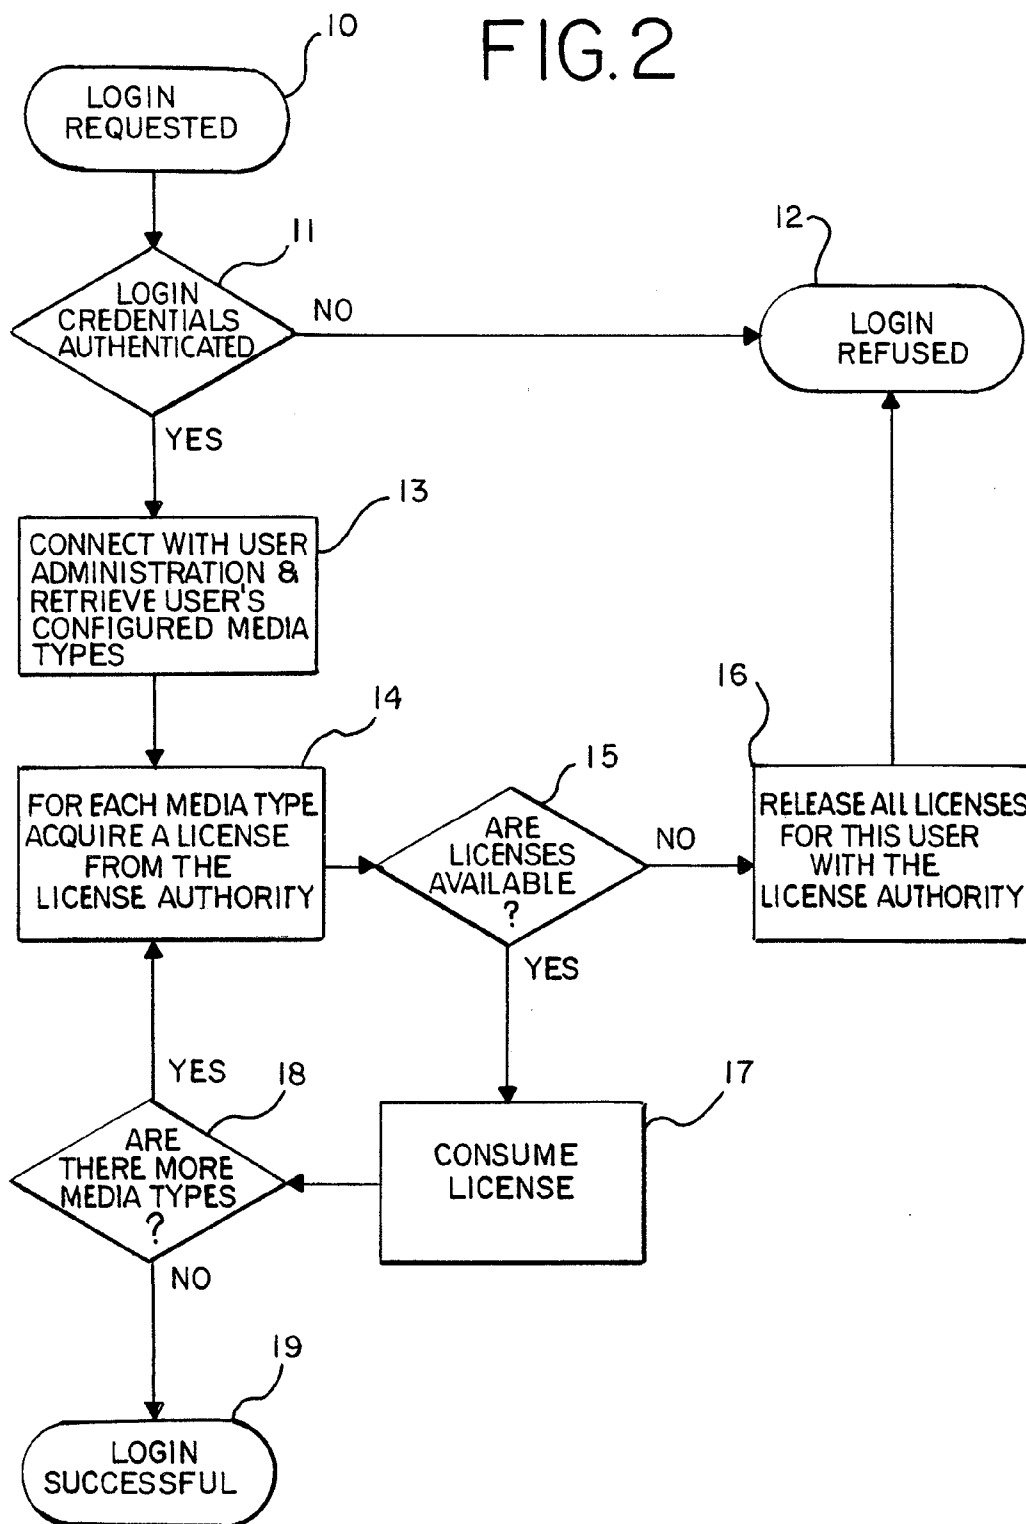 FIG.2
10
LOGIN
REQUESTED
11
LOGIN
CREDENTIALS
AUTHENTICATED
NO
12
LOGIN
REFUSED
YES
13
CONNECT WITH USER
ADMINISTRATION &
RETRIEVE USER'S
CONFIGURED MEDIA
TYPES
14
FOR EACH MEDIA TYPE
ACQUIRE A LICENSE
FROM THE
LICENSE AUTHORITY
15
ARE
LICENSES
AVAILABLE
?
NO
16
RELEASE ALL LICENSES
FOR THIS USER
WITH THE
LICENSE AUTHORITY
YES
17
CONSUME
LICENSE
YES
18
ARE
THERE MORE
MEDIA TYPES
?
NO
19
LOGIN
SUCCESSFUL